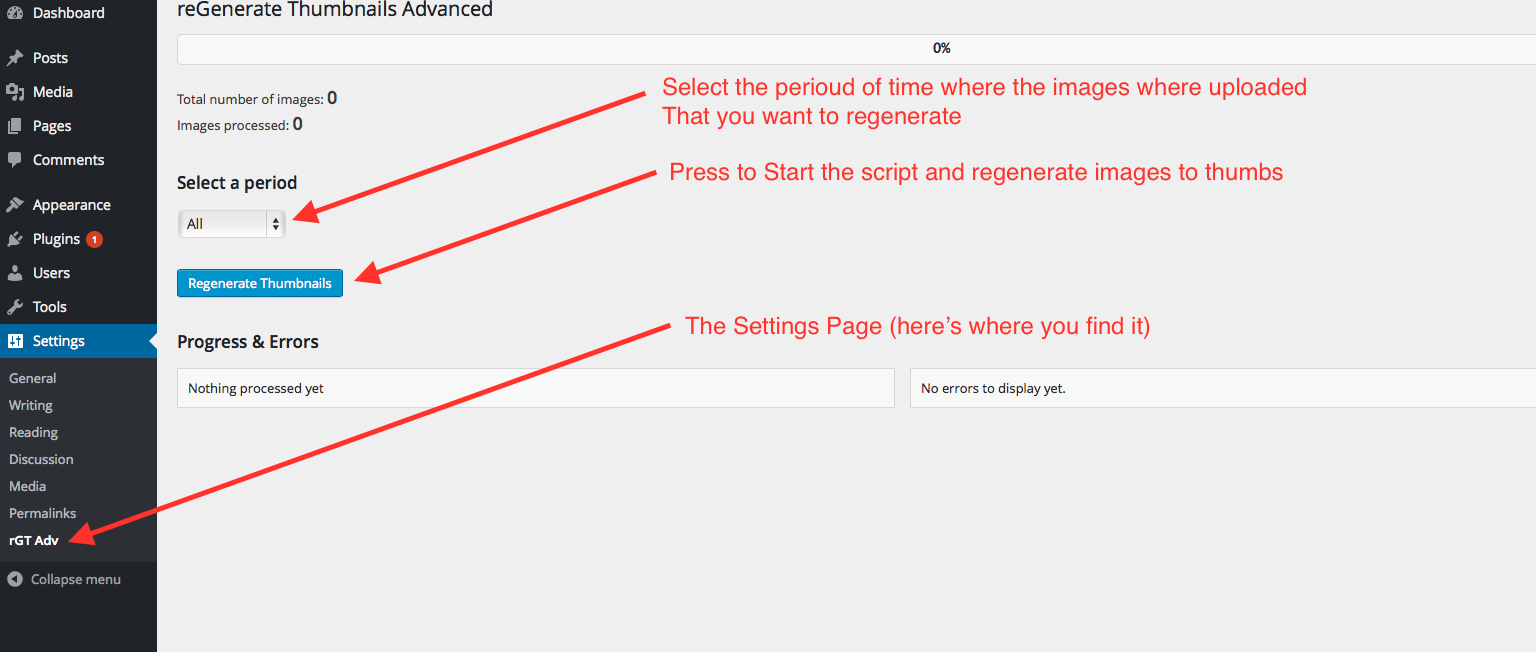 Dashboard
Posts
Media
Pages
Comments
Appearance
Plugins 1
Users
Tools
Settings
General
Writing
Reading
Discussion
Media
Permalinks
rGT Adv
Collapse menu
reGenerate Thumbnails Advanced
0%
Total number of images: 0
Images processed: 0
Select the perioud of time where the images where uploaded
That you want to regenerate
Press to Start the script and regenerate images to thumbs
Select a period
All
Regenerate Thumbnails
The Settings Page (here's where you find it)
Progress & Errors
Nothing processed yet
No errors to display yet.